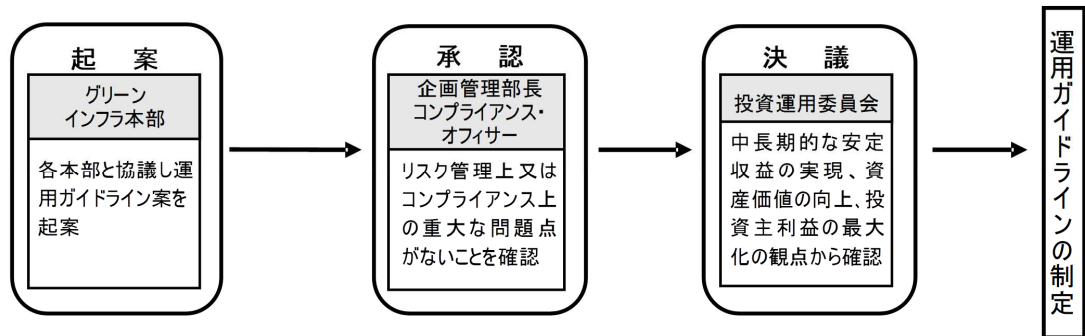 起　案
グリーン
インフラ本部
各本部と協議し運
用ガイドライン案を
起案
承　認
企画管理部長
コンプライアンス・
オフィサー
リスク管理上又は
コンプライアンス上
の重大な問題点
がないことを確認
決　議
投資運用委員会
中長期的な安定
収益の実現、資
産価値の向上、投
資主利益の最大
化の観点から確認
運用ガイドラインの制定